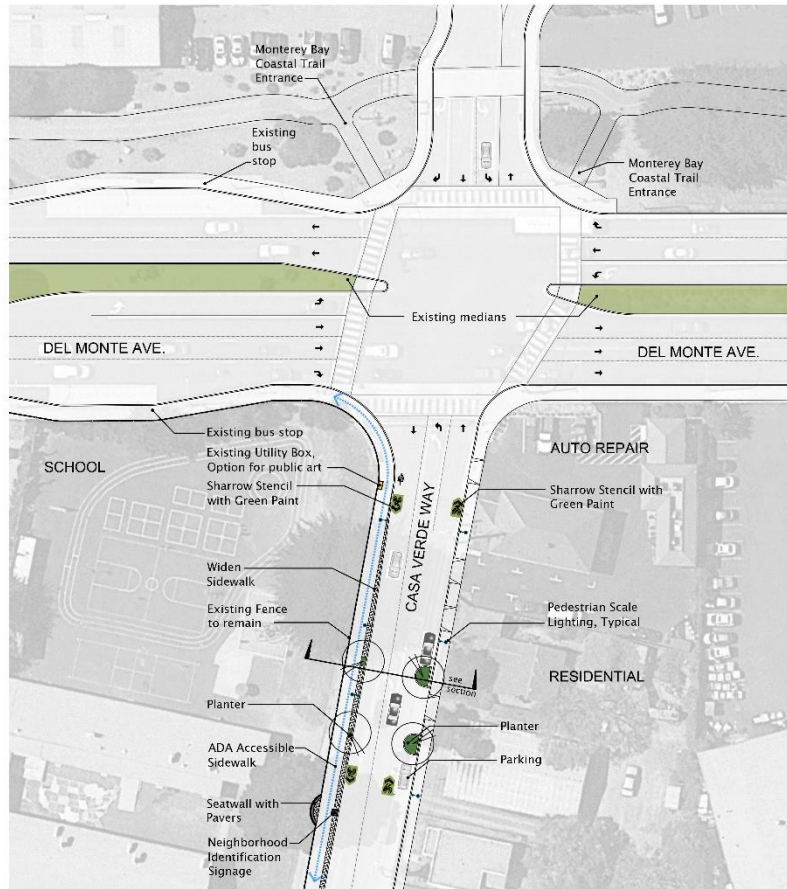 Monterey Bay
Coastal Trail
Entrance
Existing
bus
stop
Monterey Bay
Coastal Trail
Entrance
Existing medians
DEL MONTE AVE.
DEL MONTE AVE.
Existing bus stop
SCHOOL
Existing Utility Box,
Option for public art
AUTO REPAIR
Sharrow Stencil
with Green Paint
Sharrow Stencil with
Green Paint
CASA VERDE WAY
Widen
Sidewalk
Existing Fence
to remain
Pedestrian Scale
Lighting, Typical
see
section
RESIDENTIAL
Planter
Planter
ADA Accessible
Sidewalk
Parking
Seatwall with
Pavers
Neighborhood
Identification
Signage